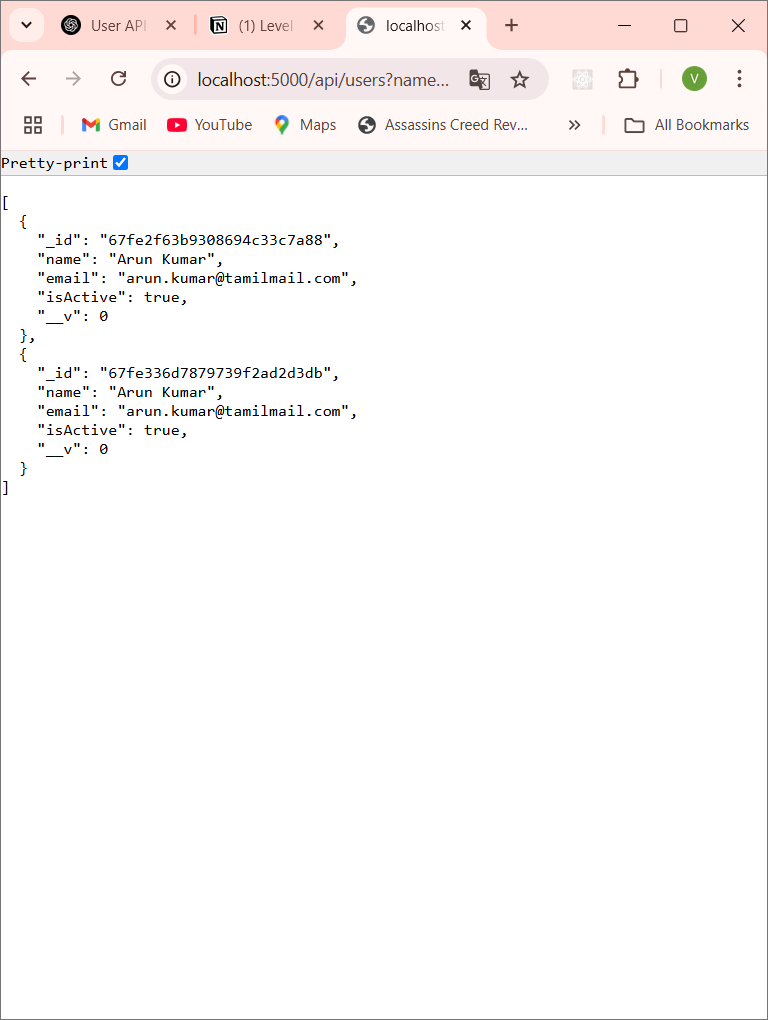 User API
(1) Level
localhost
localhost:5000/api/users?name...
V
Gmail
YouTube
Maps
Assassins Creed Rev...
All Bookmarks
Pretty-print
[
  {
    "_id": "67fe2f63b9308694c33c7a88",
    "name": "Arun Kumar",
    "email": "arun.kumar@tamilmail.com",
    "isActive": true,
    "__v": 0
  },
  {
    "_id": "67fe336d7879739f2ad2d3db",
    "name": "Arun Kumar",
    "email": "arun.kumar@tamilmail.com",
    "isActive": true,
    "__v": 0
  }
]